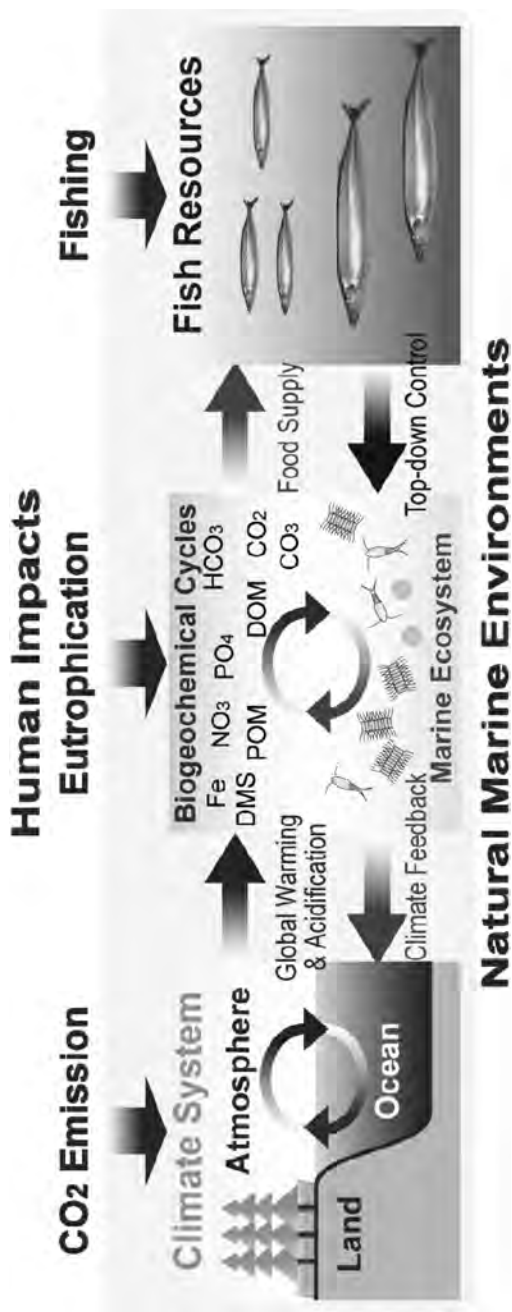 Human Impacts
CO2 Emission
Eutrophication
Fishing
Climate System
Atmosphere
Land
Ocean
Global Warming
& Acidification
Climate Feedback
Biogeochemical Cycles
Fe NO3 PO4 HCO3
DMS POM DOM CO2
CO3
Marine Ecosystem
Food Supply
Top-down Control
Fish Resources
Natural Marine Environments